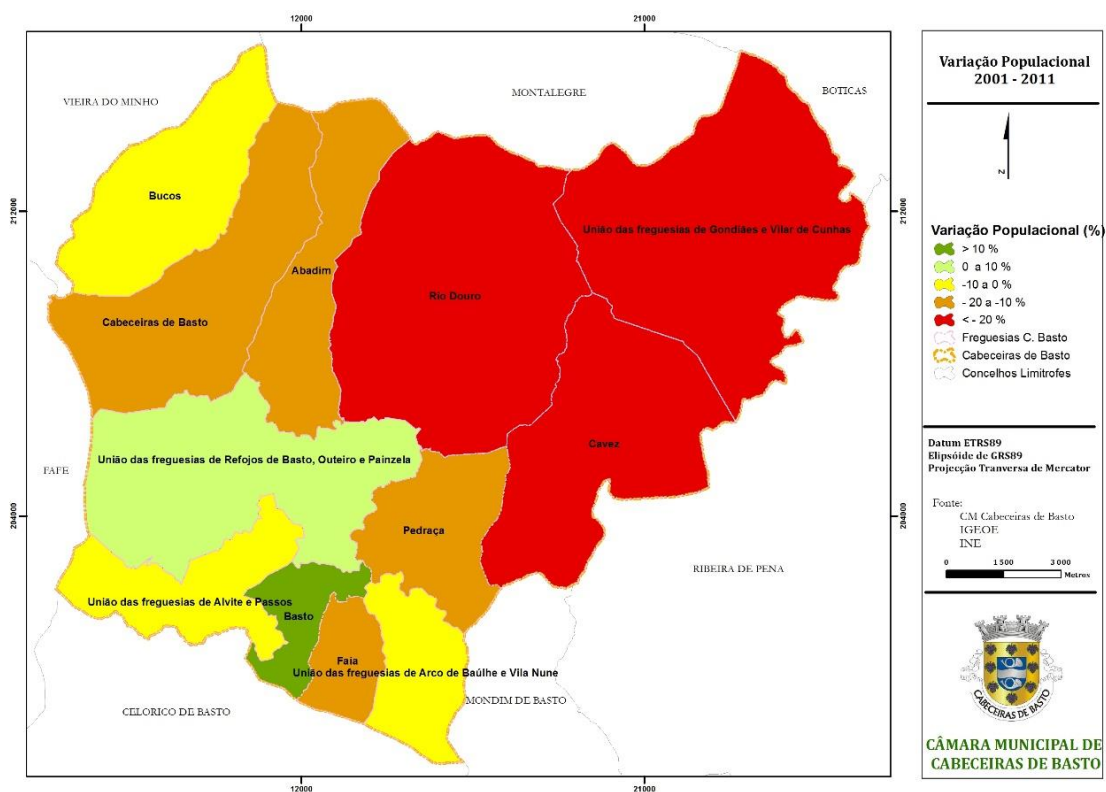 12000
21000
VIEIRA DO MINHO
MONTALEGRE
BOTICAS
212000
212000
Bucos
União das freguesias de Gondiães e Vilar de Cunhas
Abadim
Rio Douro
Cabeceiras de Basto
Cavez
União das freguesias de Refojos de Basto, Outeiro e Painzela
FAFE
204000
204000
Pedraça
RIBEIRA DE PENA
União das freguesias de Alvite e Passos
Basto
Faia
União das freguesias de Arco de Baúlhe e Vila Nune
MONDIM DE BASTO
CELORICO DE BASTO
12000
21000
Variação Populacional
2001 - 2011
N
Variação Populacional (%)
> 10 %
0 a 10 %
-10 a 0 %
- 20 a -10 %
< - 20 %
Freguesias C. Basto
Cabeceiras de Basto
Concelhos Limitrofes
Datum ETRS89
Elipsóide de GRS89
Projecção Tranversa de Mercator
Fonte:
CM Cabeceiras de Basto
IGEOE
INE
0 1 500 3 000
Metros
CABECEIRAS DE BASTO
CÂMARA MUNICIPAL DE
CABECEIRAS DE BASTO